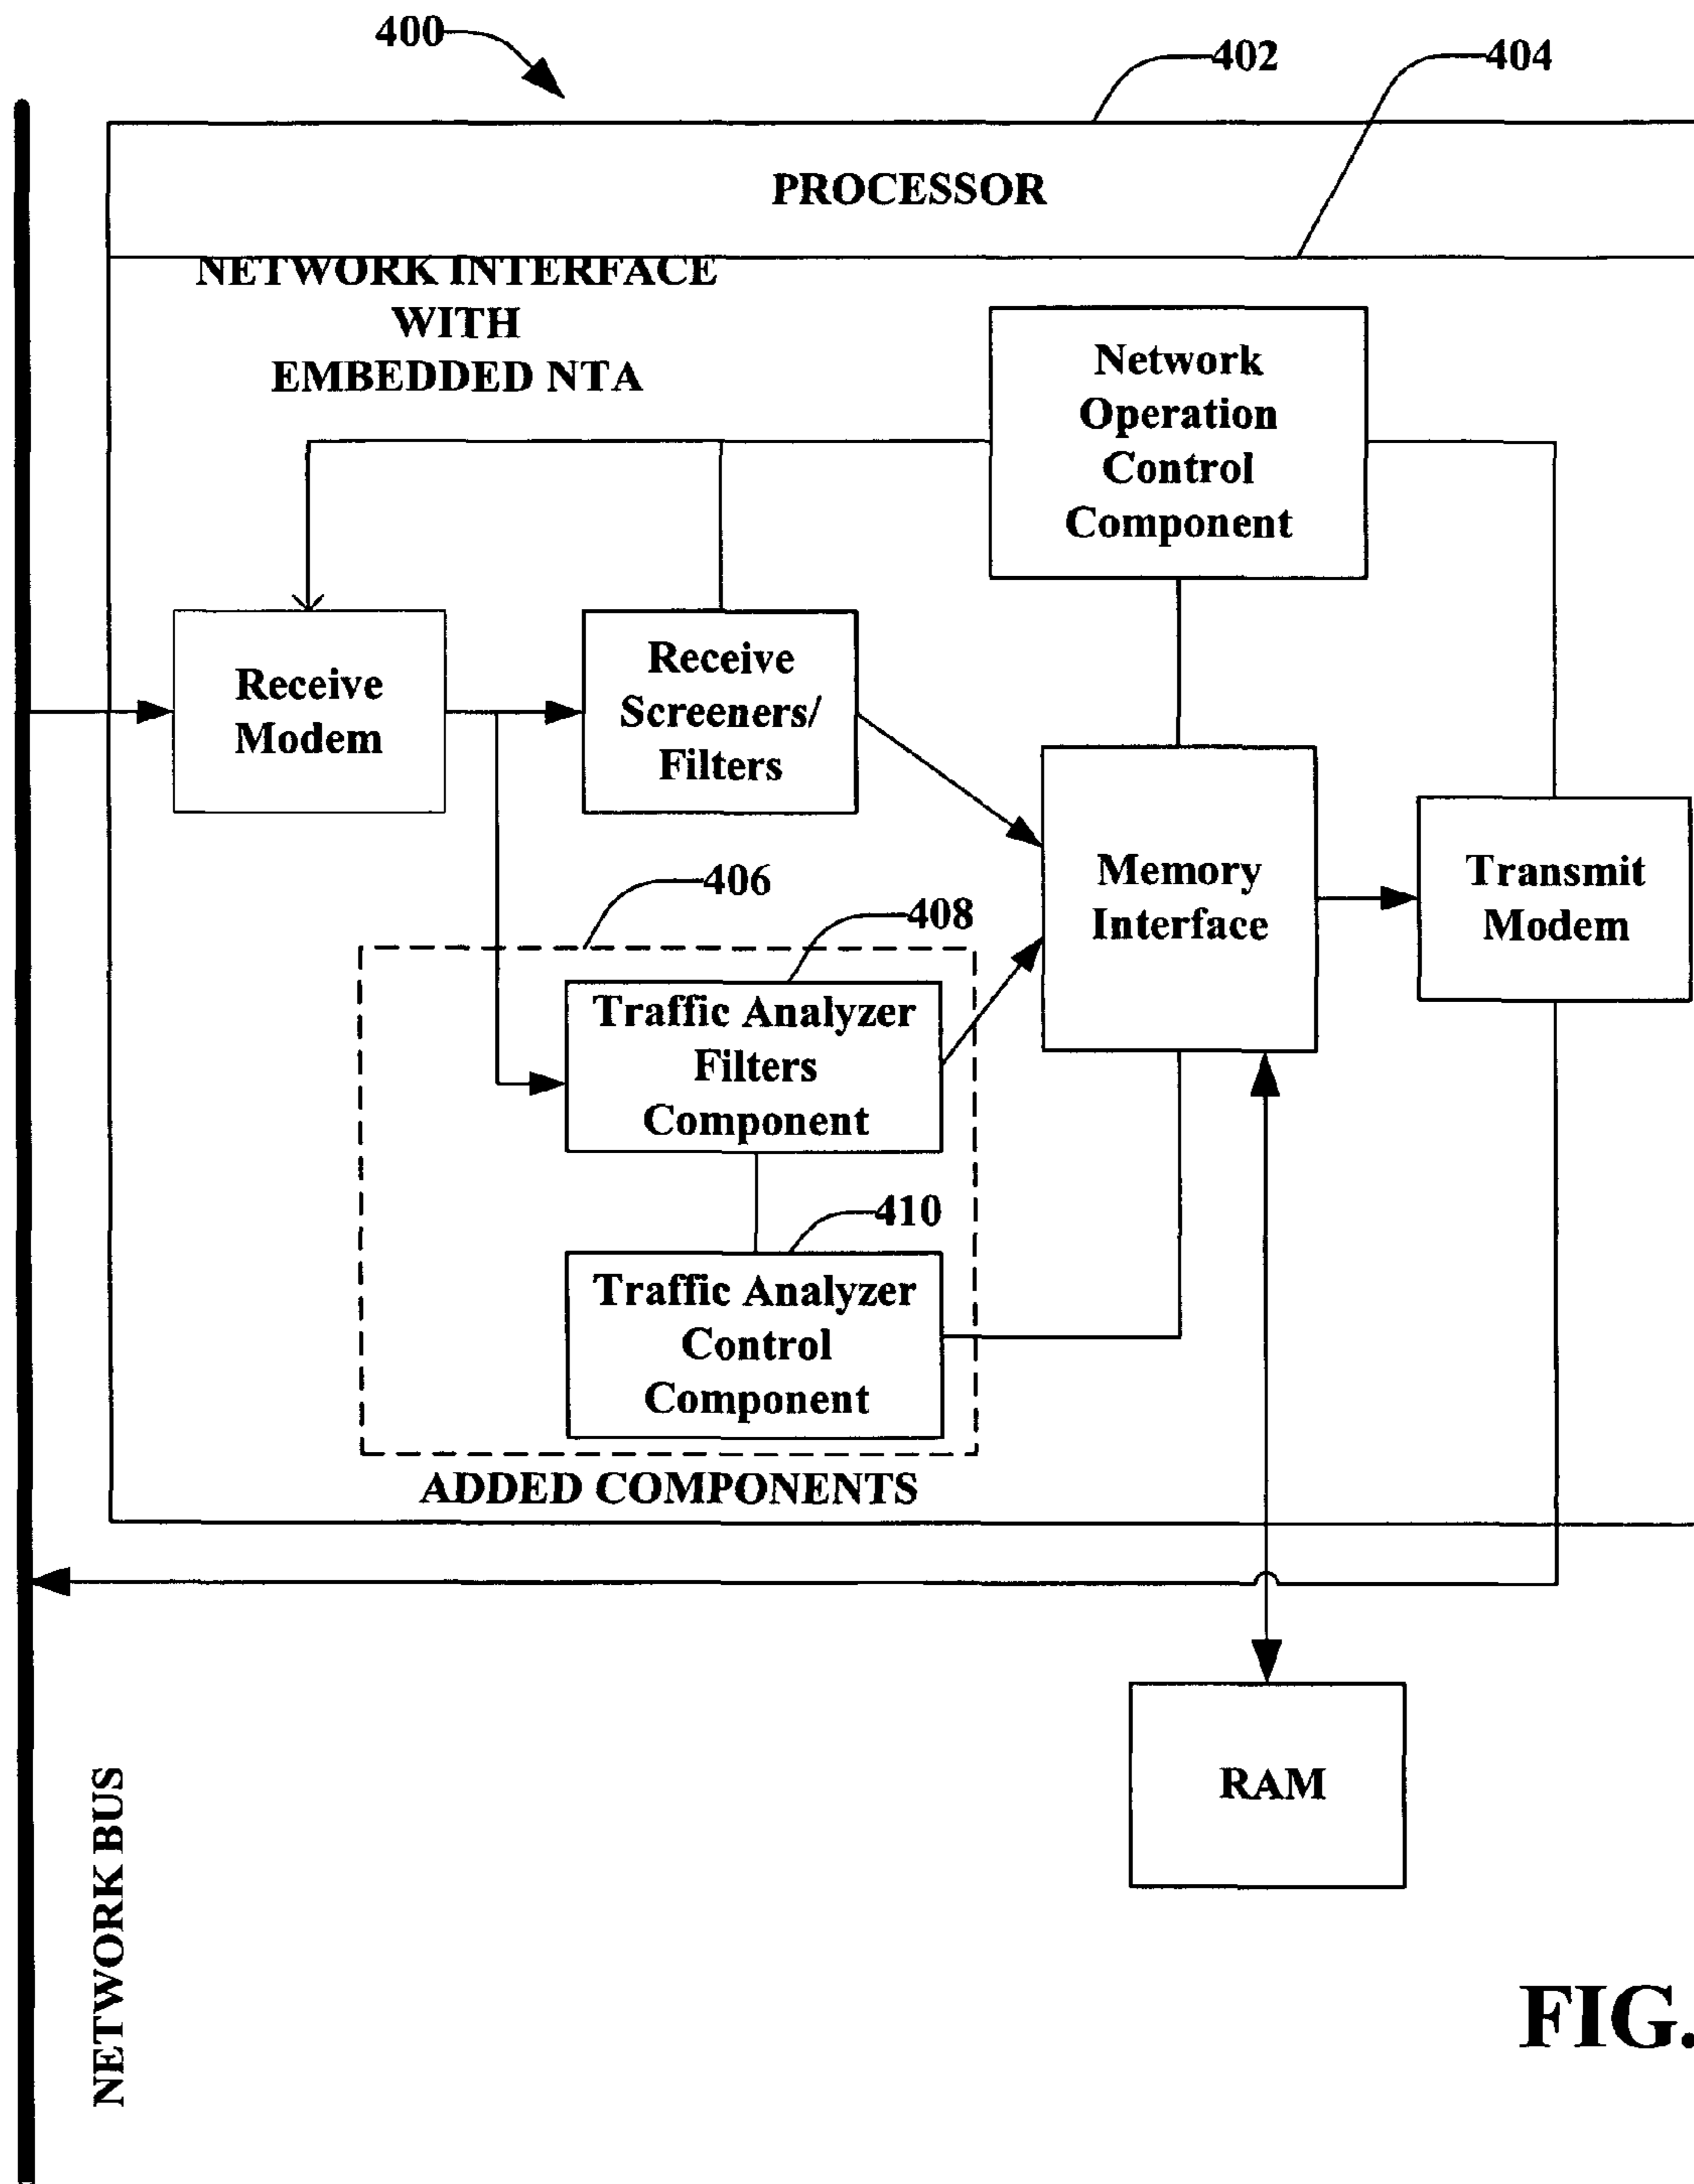 400
402
404
PROCESSOR
NETWORK INTERFACE
WITH
EMBEDDED NTA
Network
Operation
Control
Component
Receive
Modem
Receive
Screeners/
Filters
Memory
Interface
Transmit
Modem
406
408
Traffic Analyzer
Filters
Component
410
Traffic Analyzer
Control
Component
ADDED COMPONENTS
RAM
NETWORK BUS
FIG.